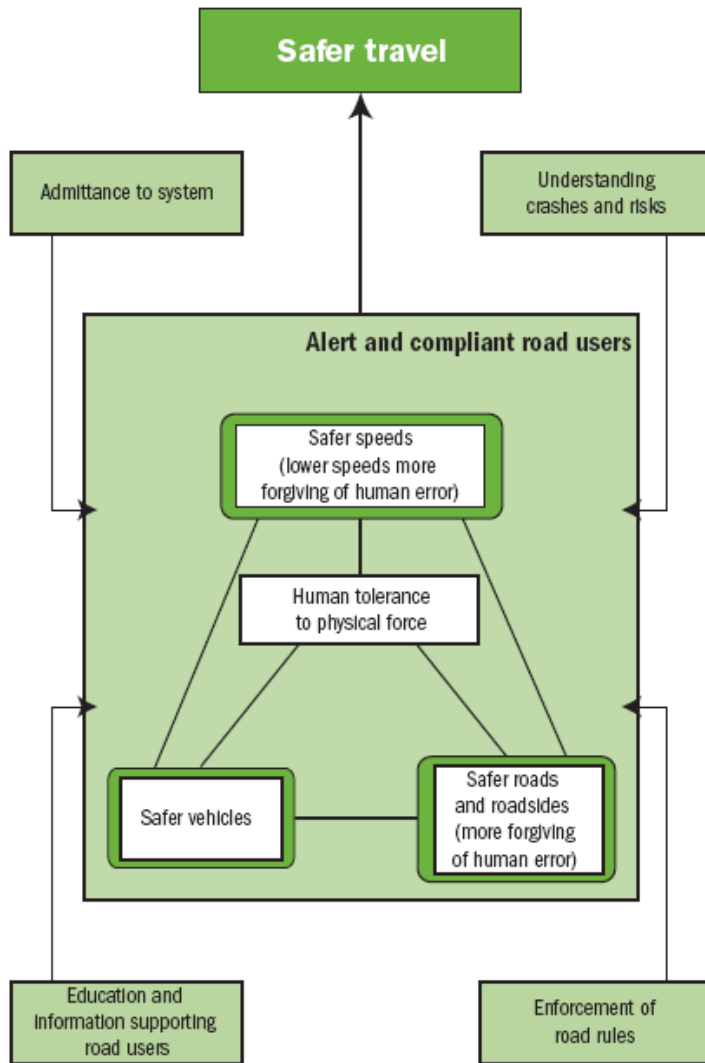 Safer travel
Admittance to system
Understanding
crashes and risks
Alert and compliant road users
Safer speeds
(lower speeds more
forgiving of human error)
Human tolerance
to physical force
Safer vehicles
Safer roads
and roadsides
(more forgiving
of human error)
Education and
information supporting
road users
Enforcement of
road rules